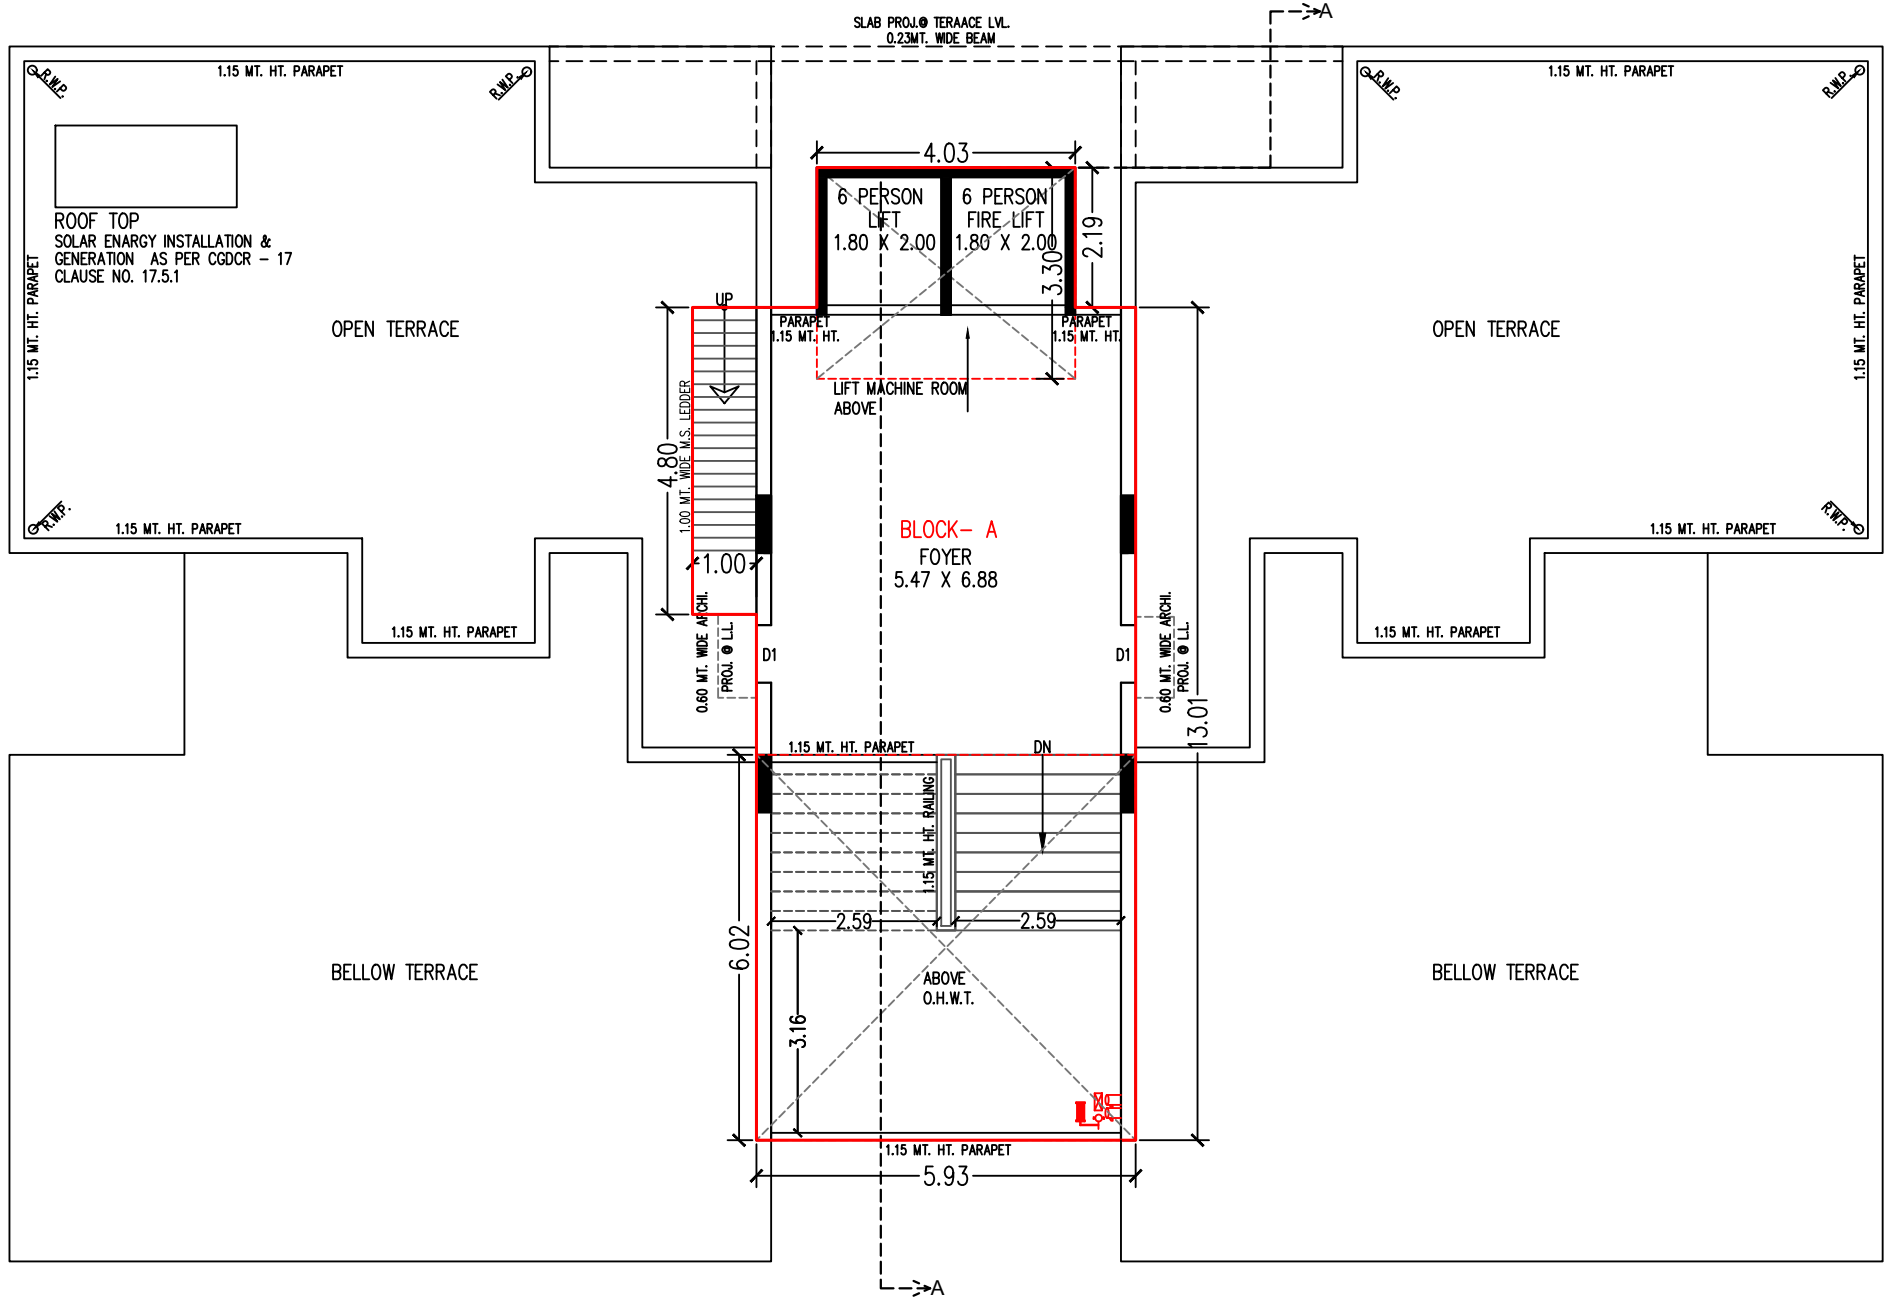 A
SLAB PROJ.@ TERAACE LVL.
0.23MT. WIDE BEAM
1.15 MT. HT. PARAPET
1.15 MT. HT. PARAPET
R.W.P.
R.W.P.
R.W.P.
R.W.P.
4.03
6 PERSON
LIFT
1.80 X 2.00
6 PERSON
FIRE LIFT
1.80 X 2.00
2.19
3.30
ROOF TOP
SOLAR ENARGY INSTALLATION &
GENERATION AS PER CGDCR - 17
CLAUSE NO. 17.5.1
1.15 MT. HT. PARAPET
1.15 MT. HT. PARAPET
UP
PARAPET
1.15 MT. HT.
PARAPET
1.15 MT. HT.
OPEN TERRACE
OPEN TERRACE
LIFT MACHINE ROOM
ABOVE
4.80
1.00 MT. WIDE M.S. LEDDER
R.W.P.
R.W.P.
1.15 MT. HT. PARAPET
1.15 MT. HT. PARAPET
BLOCK- A
FOYER
5.47 X 6.88
1.00
0.60 MT. WIDE ARCHI.
PROJ. @ L.L.
0.60 MT. WIDE ARCHI.
PROJ. @ L.L.
1.15 MT. HT. PARAPET
1.15 MT. HT. PARAPET
D1
D1
13.01
1.15 MT. HT. PARAPET
DN
1.15 MT. HT. RAILING
2.59
2.59
6.02
BELLOW TERRACE
BELLOW TERRACE
ABOVE
O.H.W.T.
3.16
1.15 MT. HT. PARAPET
5.93
A